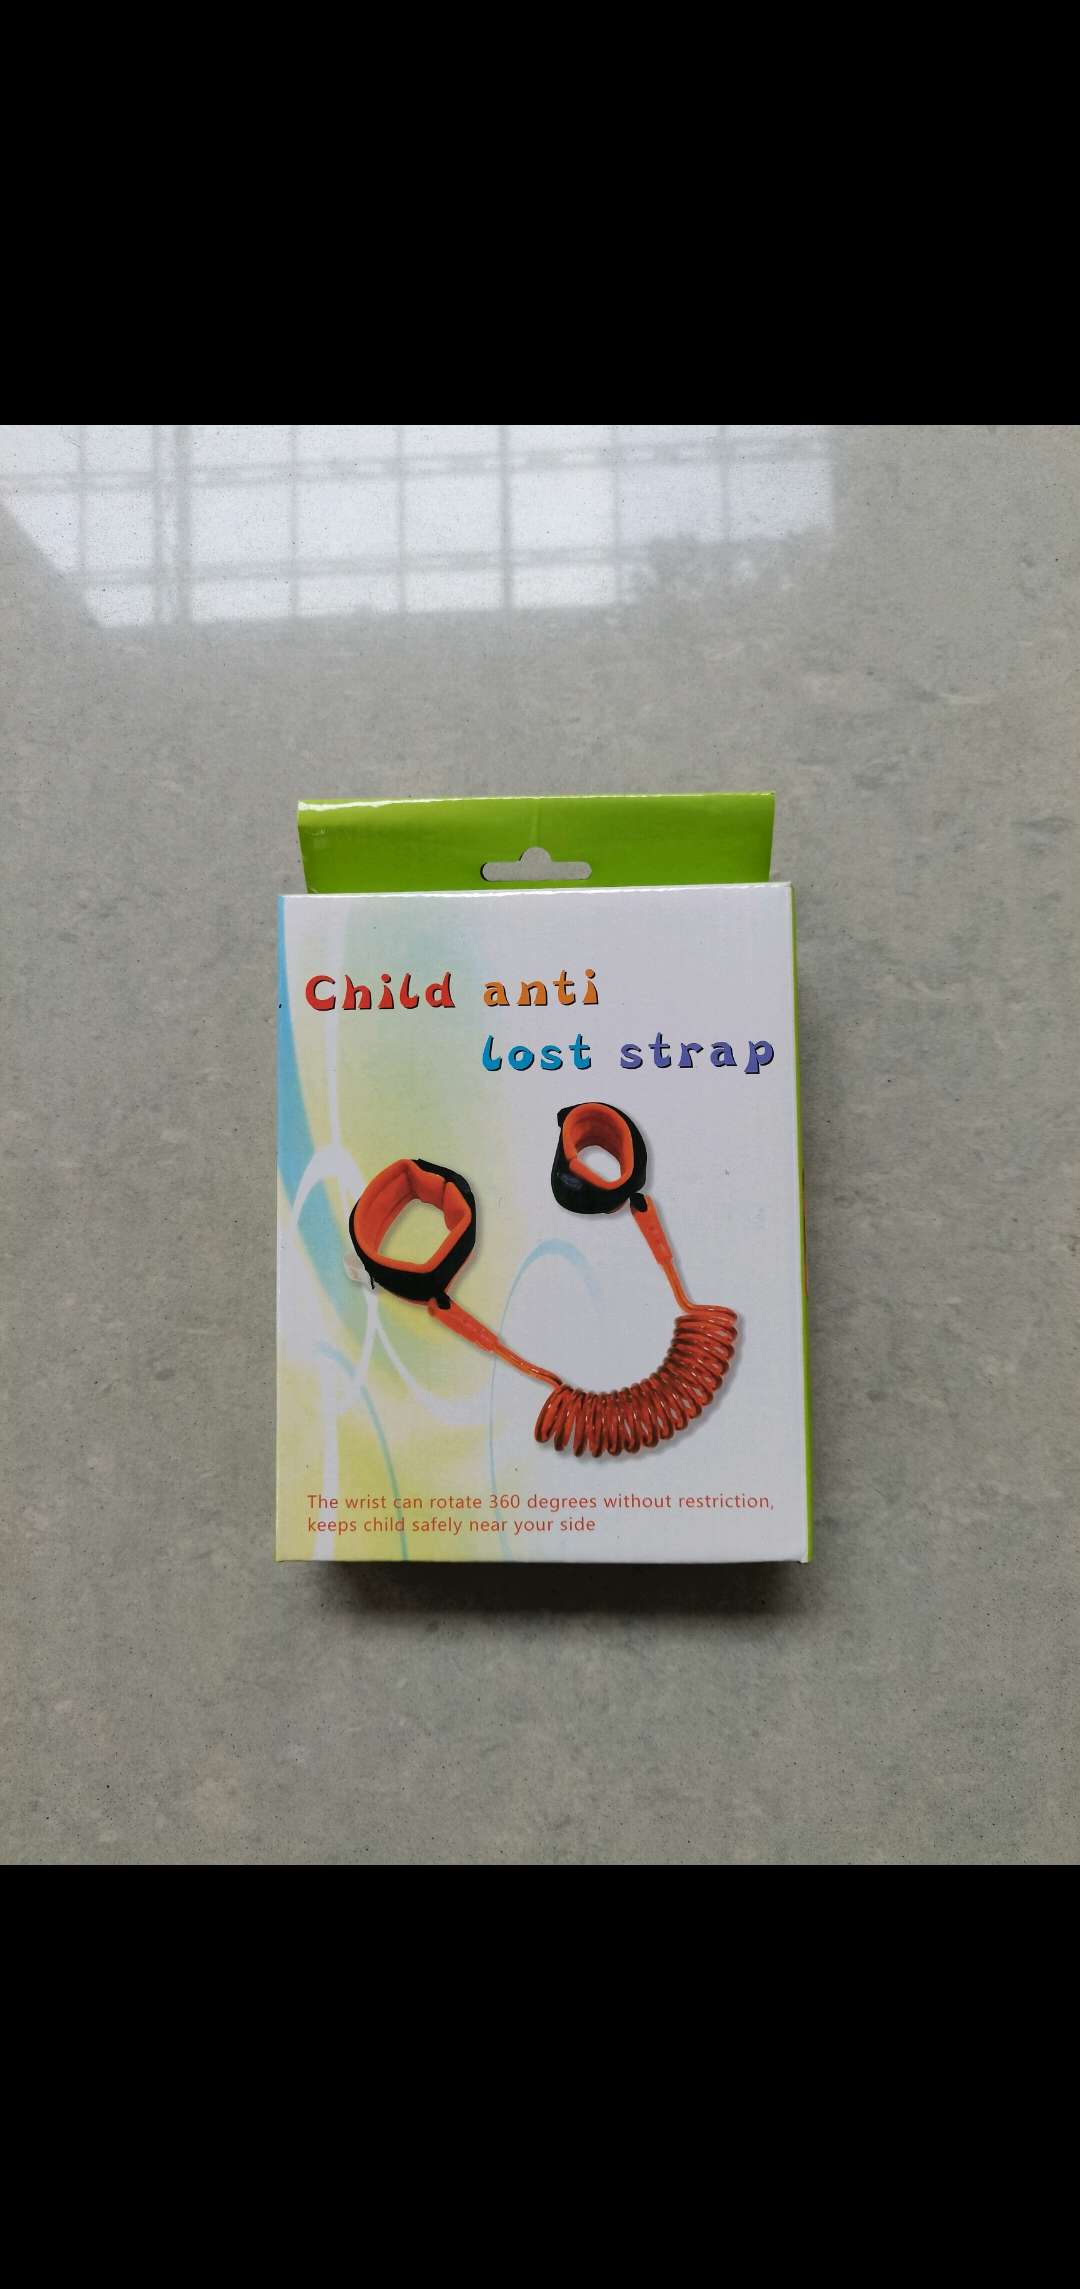 Child anti
lost strap
The wrist can rotate 360 degrees without restriction,
keeps child safely near your side